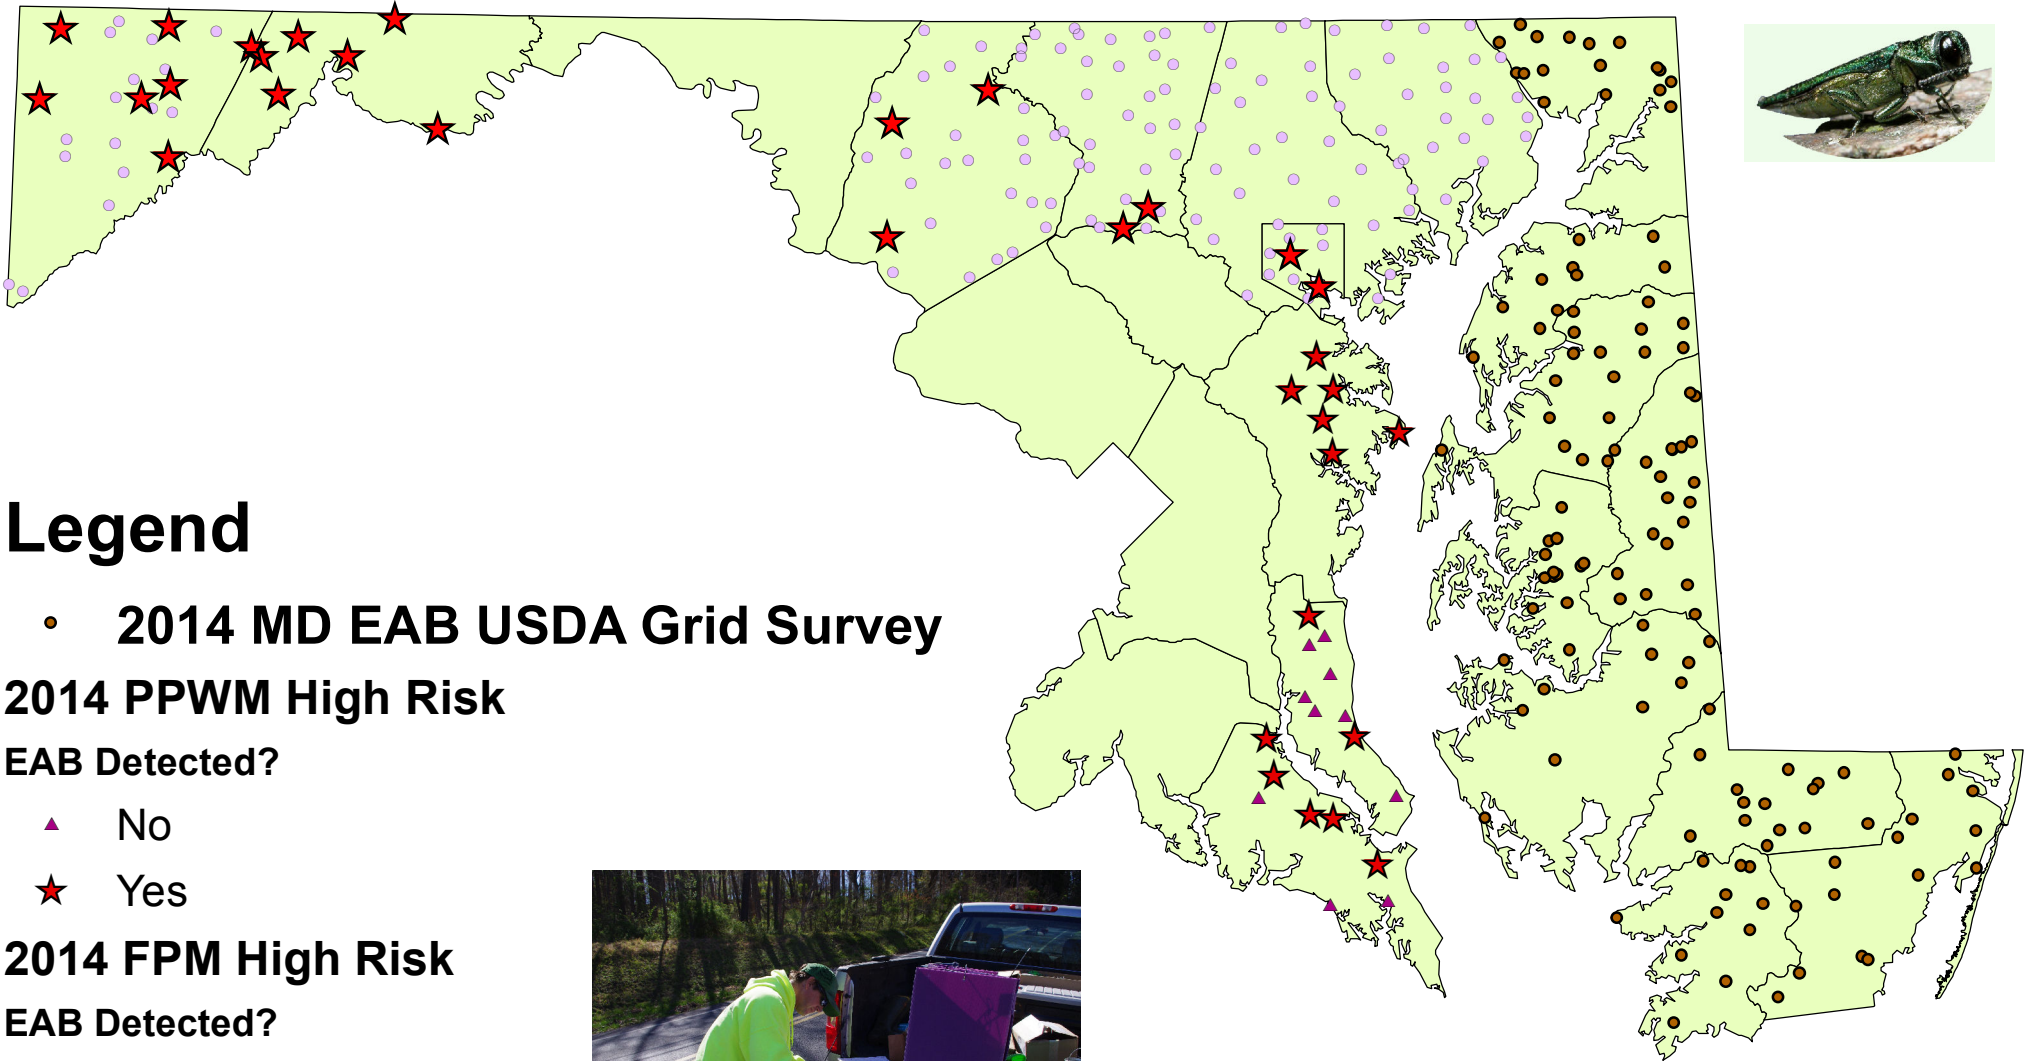 Legend
2014 MD EAB USDA Grid Survey
2014 PPWM High Risk
EAB Detected?
No
Yes
2014 FPM High Risk
EAB Detected?